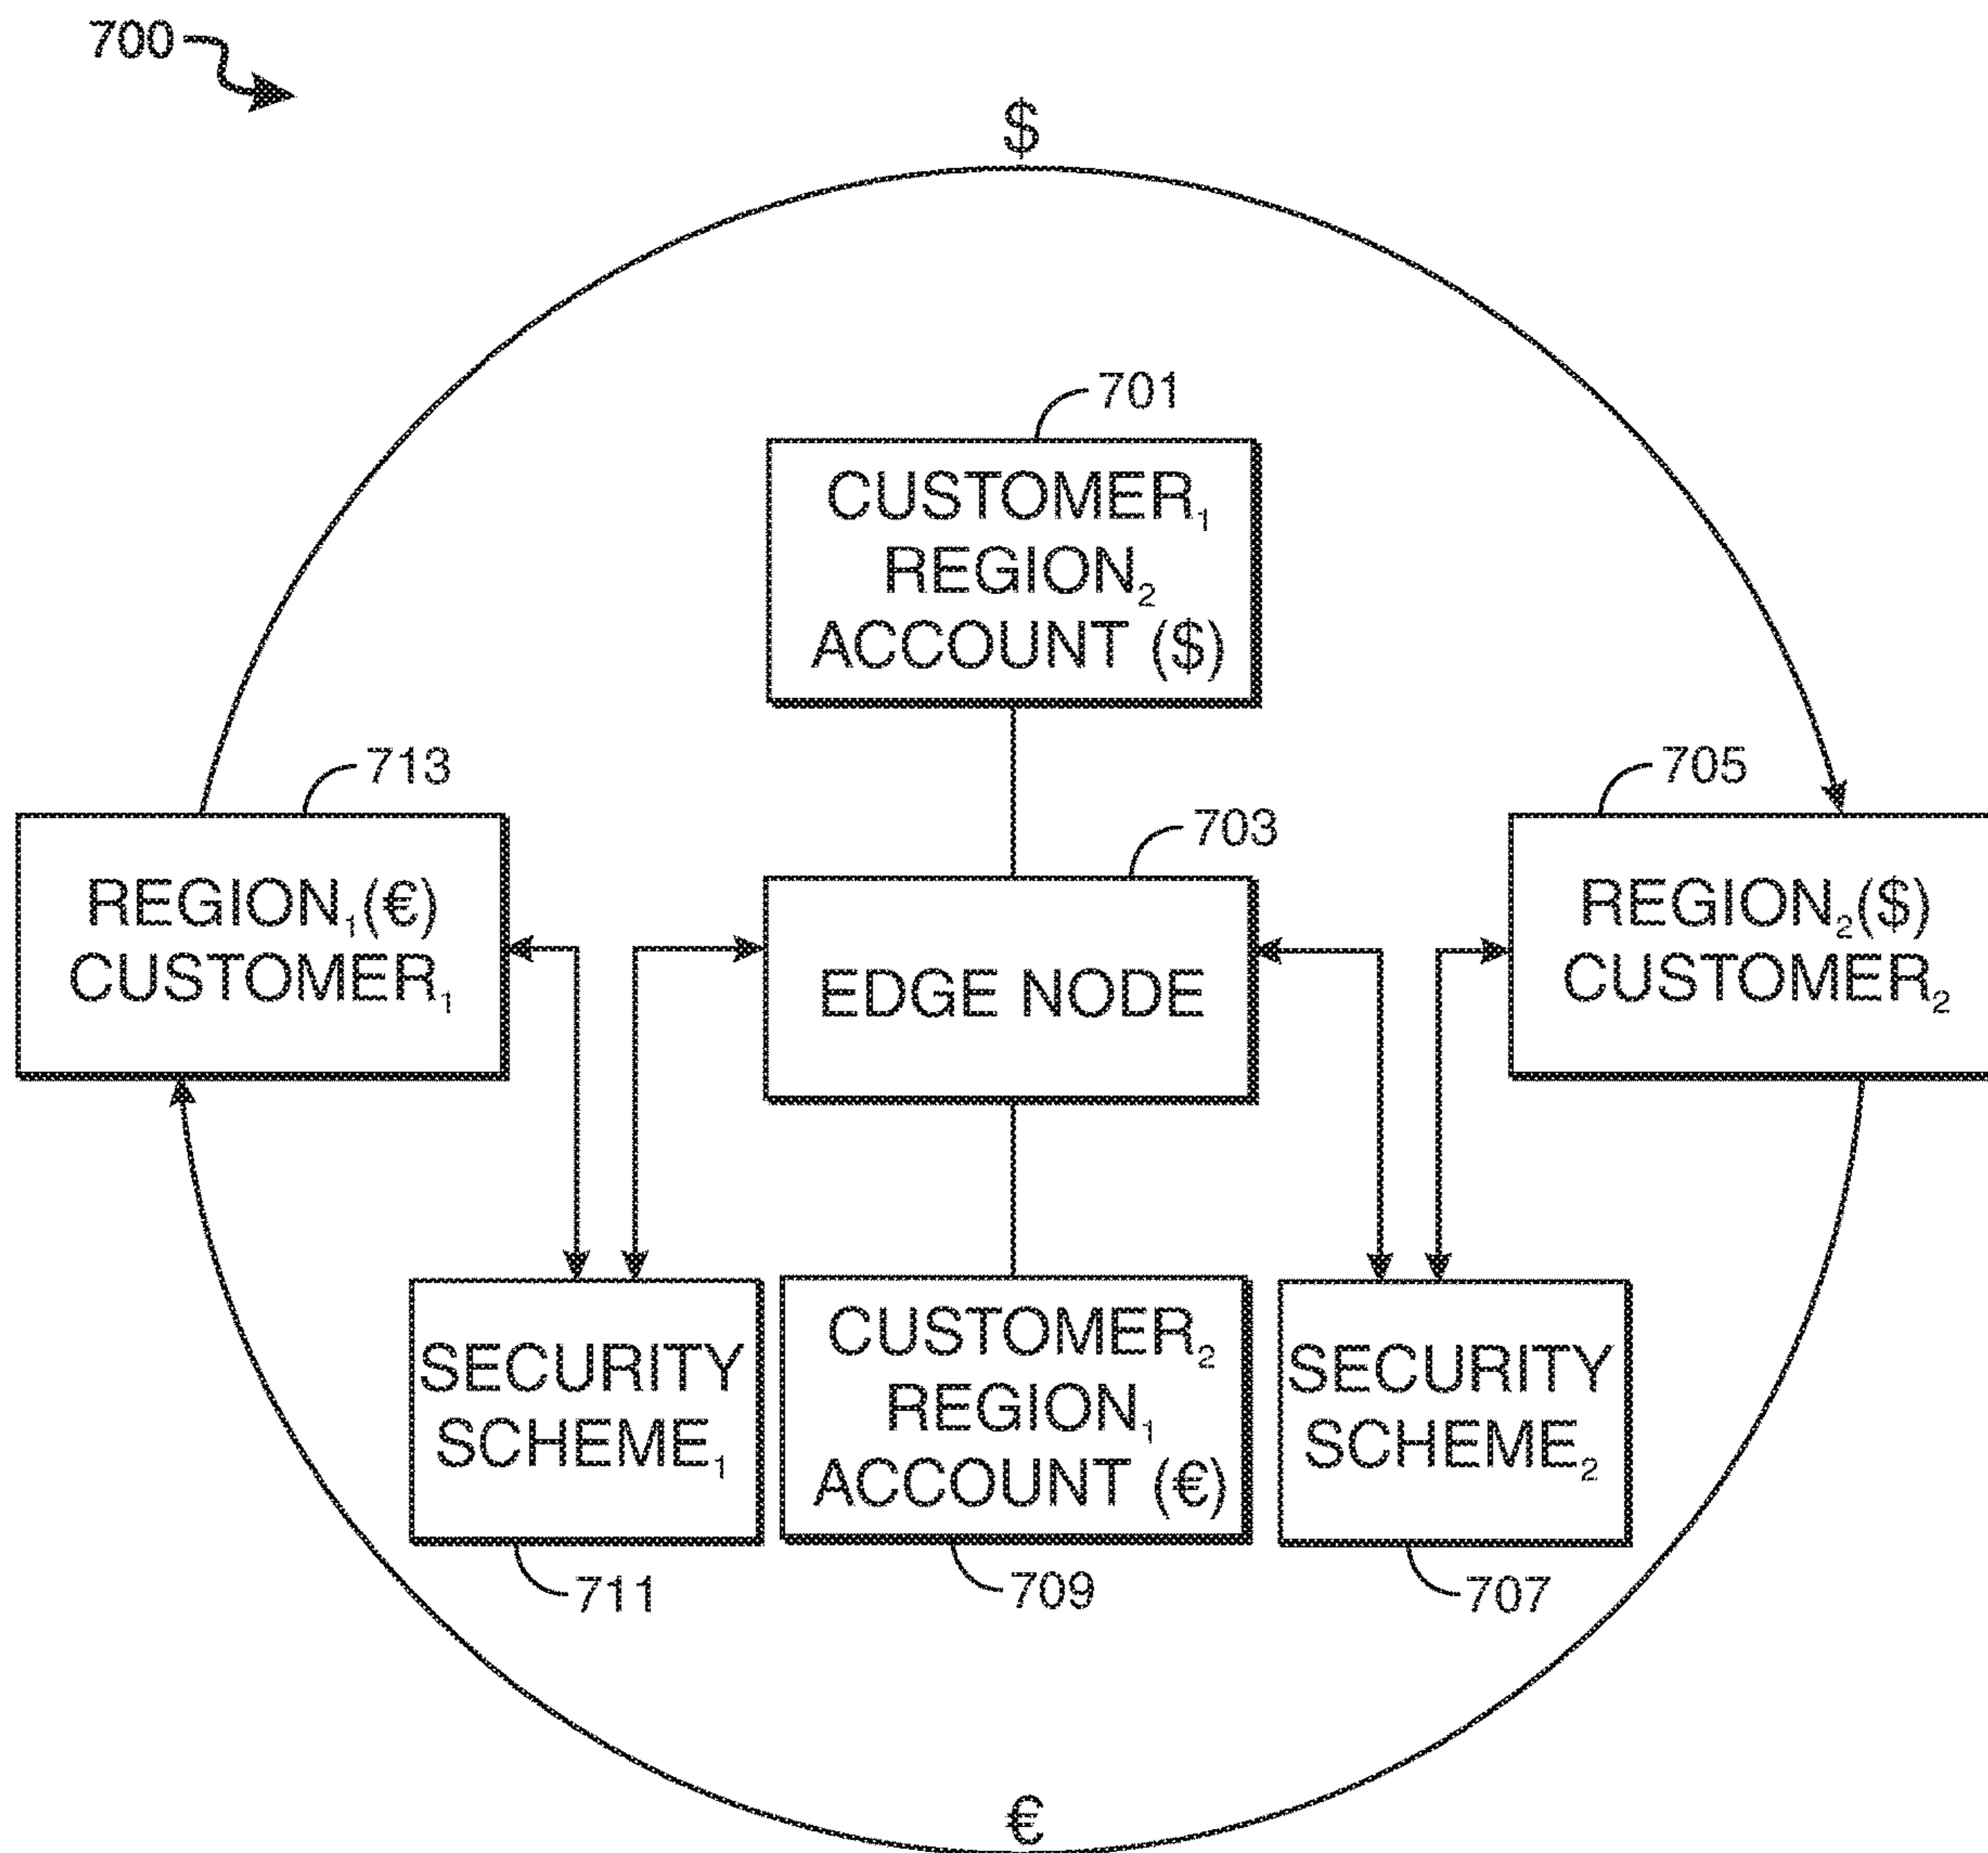 700
$
701
CUSTOMER₁
REGION₂
ACCOUNT ($)
713
705
703
REGION₁(€)
CUSTOMER₁
EDGE NODE
REGION₂($)
CUSTOMER₂
SECURITY
SCHEME₁
CUSTOMER₂
REGION₁
ACCOUNT (€)
SECURITY
SCHEME₂
711
709
707
€